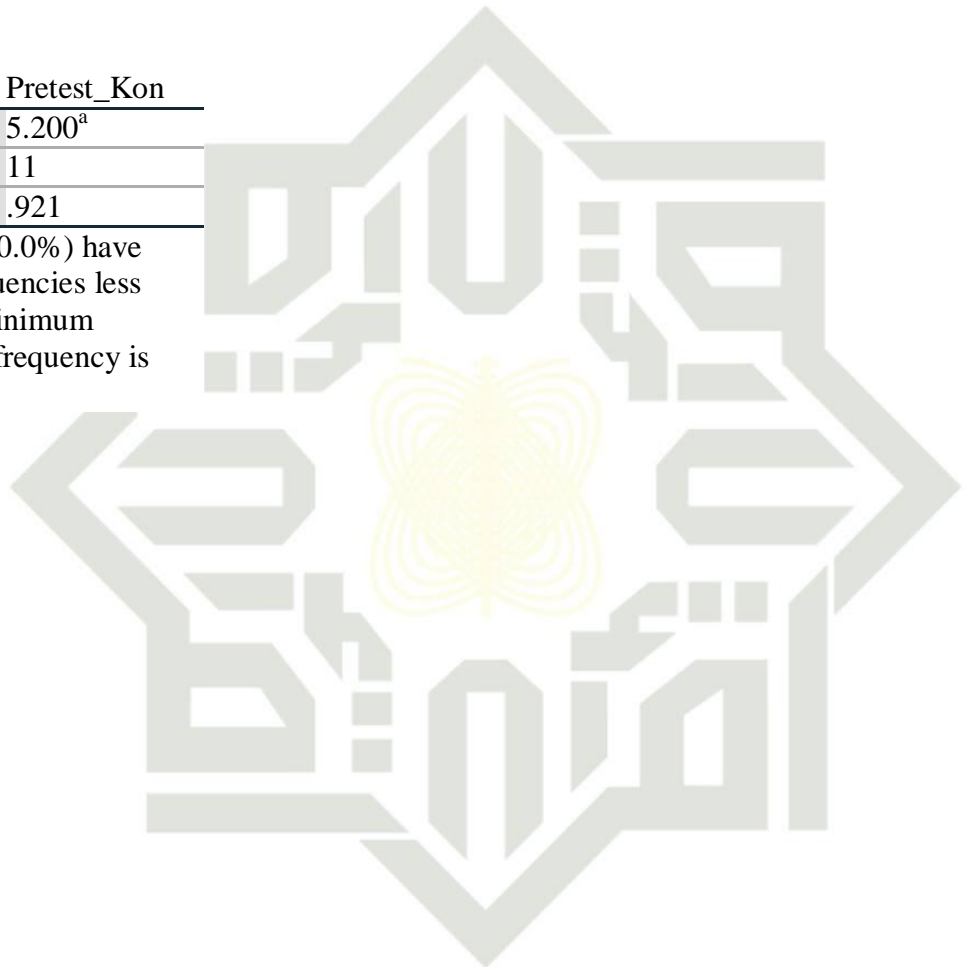 Pretest_Kon
5.200ª
11
.921
0.0%) have
uencies less
inimum
frequency is